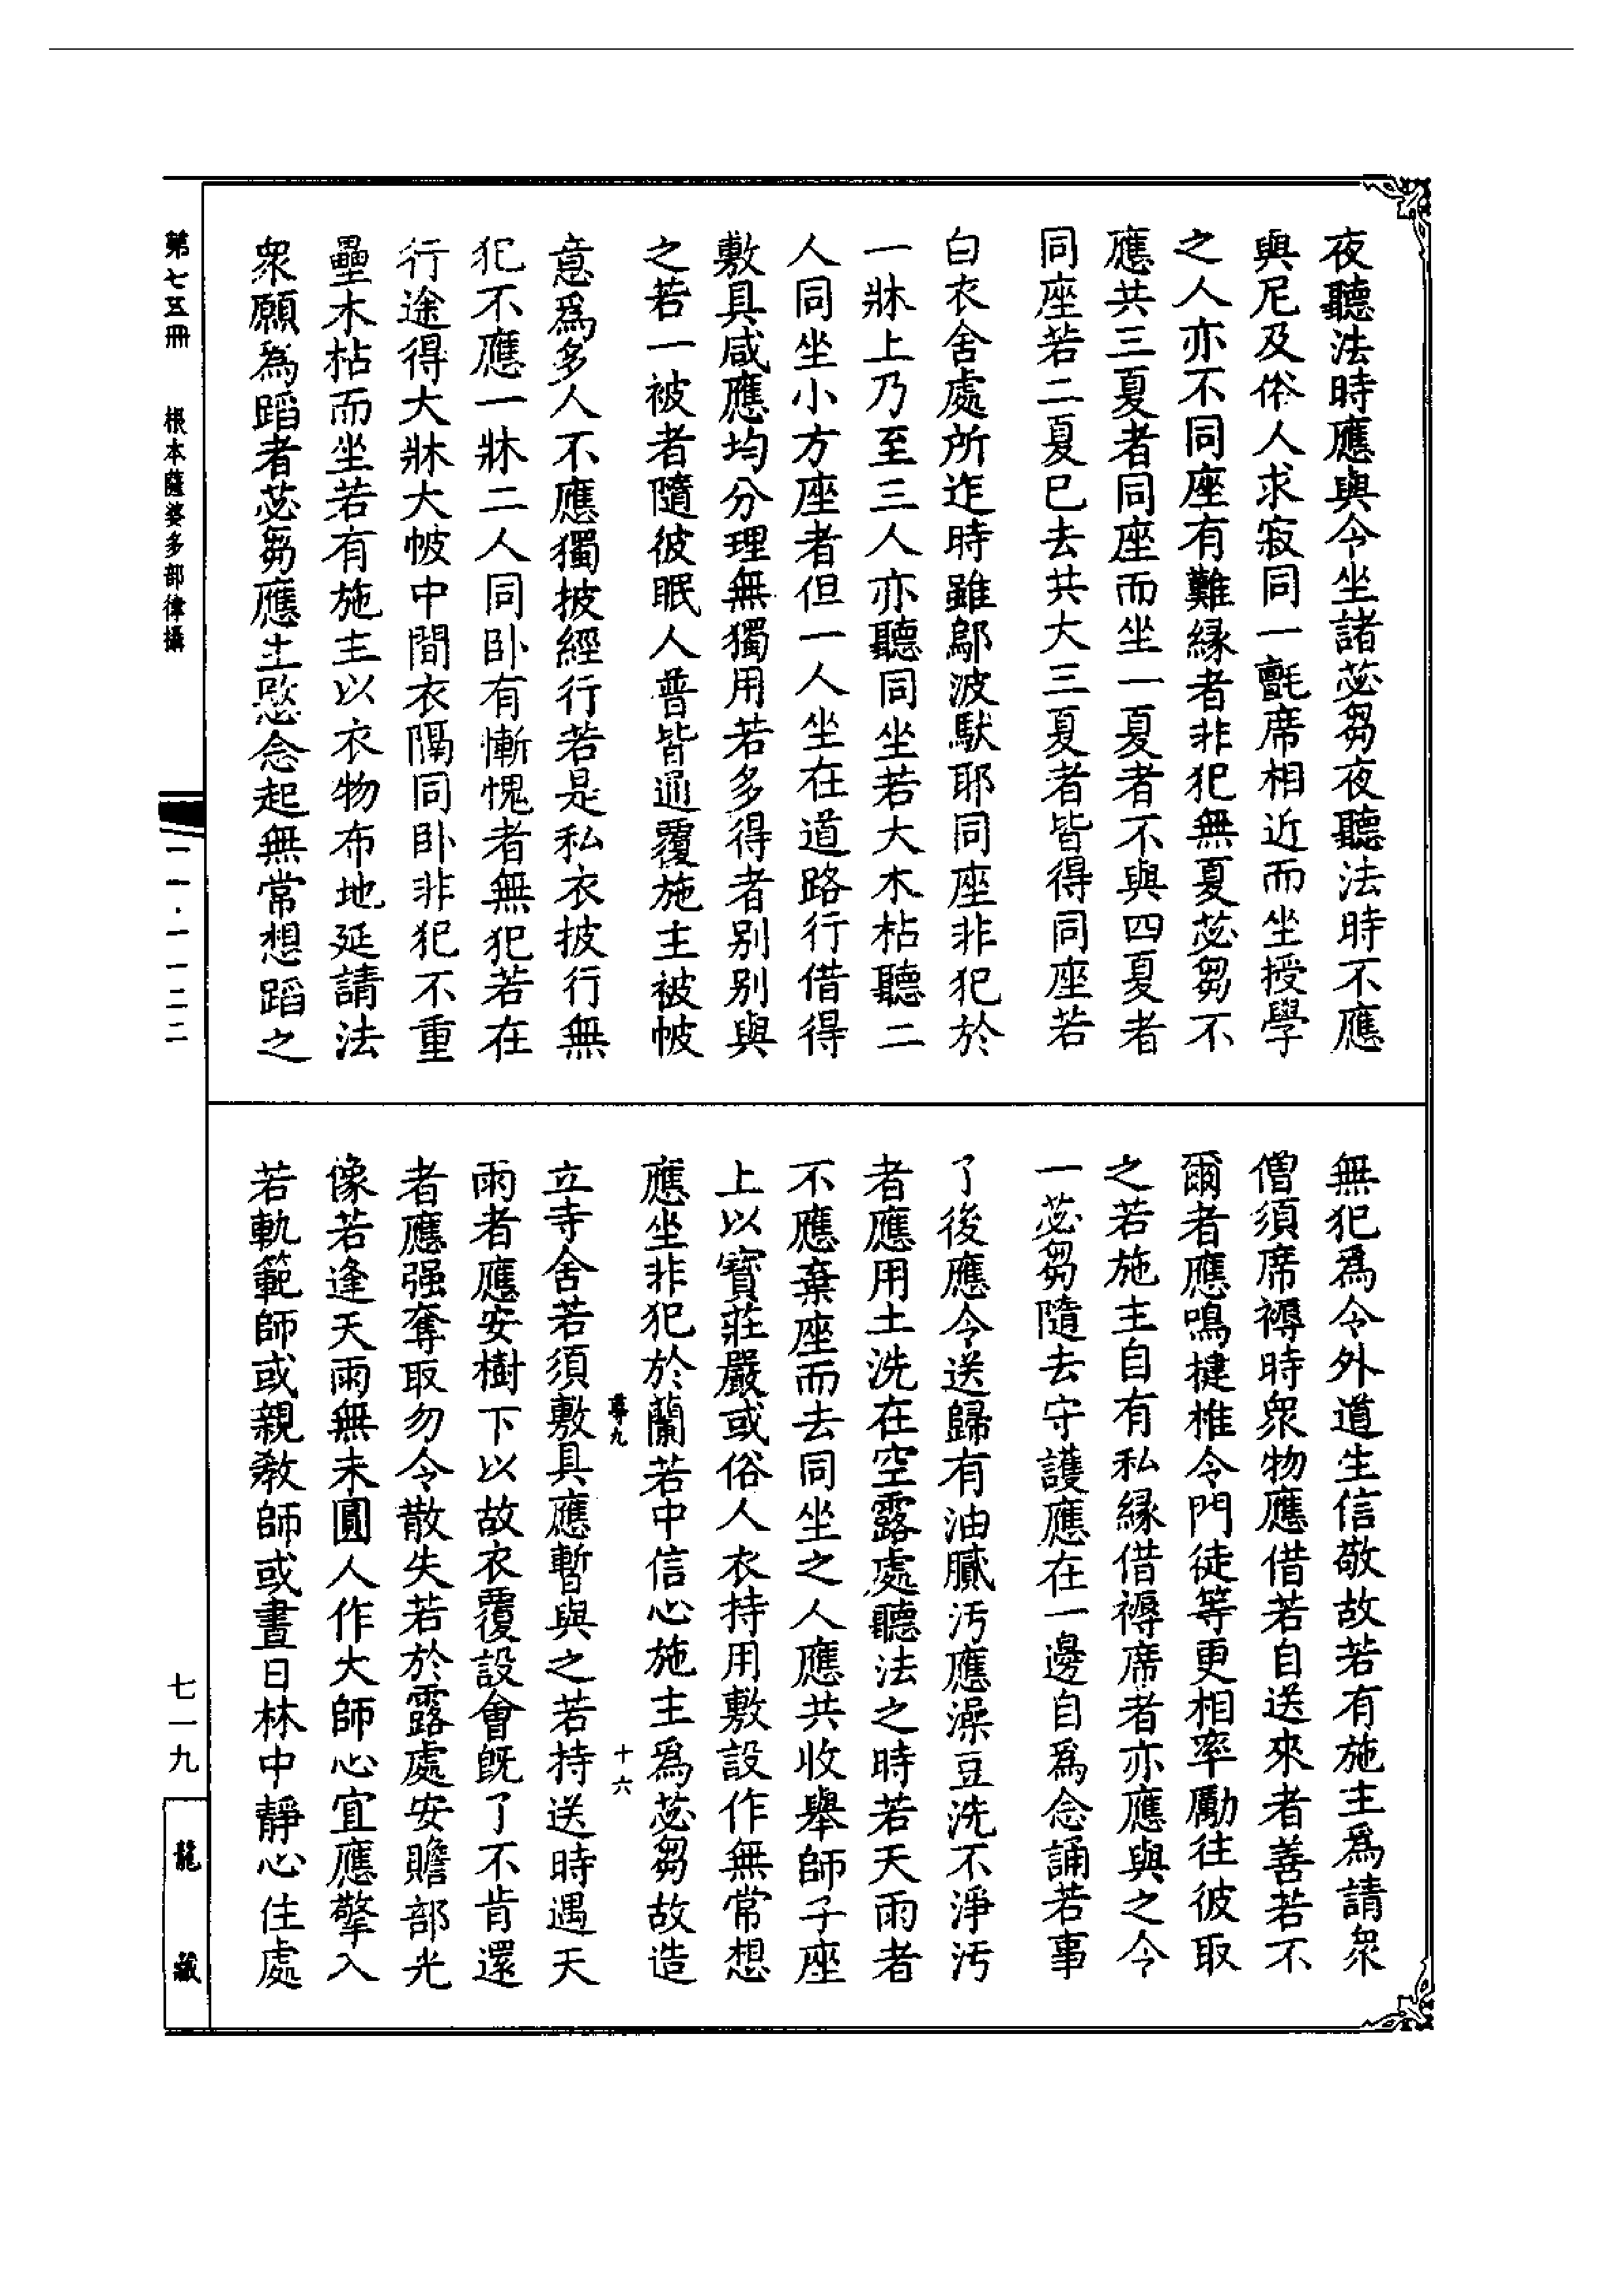 夜聽法時應與令坐諸苾芻夜聽法時不應
與尼及俗人求寂同一氈席相近而坐授學
之人亦不同座有難緣者非犯無夏苾芻不
應共三夏者同座而坐一夏者不與四夏者
同座若二夏已去共大三夏者皆得同座若
白衣舍處所迮時雖鄔波馱耶同座非犯於
一牀上乃至三人亦聽同坐若大木枯聽二
人同坐小方座者但一人坐在道路行借得
敷具咸應均分理無獨用若多得者別別與
之若一被者隨彼眠人普皆通覆施主被帔
意爲多人不應獨披經行若是私衣披行無
犯不應一牀二人同卧有慚愧者無犯若在
行途得大牀大帔中間衣隔同卧非犯不重
壘木枯而坐若有施主以衣物布地延請法
衆願為蹈者苾芻應生愍念起無常想蹈之
無犯爲令外道生信敬故若有施主爲請衆
僧須席褥時衆物應借若自送來者善若不
爾者應鳴揵椎令門徒等更相率勵往彼取
之若施主自有私緣借褥席者亦應與之令
一苾芻隨去守護應在一邊自爲念誦若事
了後應令送歸有油膩汚應澡豆洗不淨汚
者應用土洗在空露處聽法之時若天雨者
不應棄座而去同坐之人應共收舉師子座
上以寶莊嚴或俗人衣持用敷設作無常想
應坐非犯於蘭若中信心施主爲苾芻故造
尊九 十六
立寺舍若須敷具應暫與之若持送時遇天
雨者應安樹下以故衣覆設會旣了不肯還
者應强奪取勿令散失若於露處安贍部光
像若逢天雨無未圓人作大師心宜應擎入
若軌範師或親教師或晝日林中靜心住處
第七五冊 根本薩婆多部律攝 一一·一一二二
七一九 龍藏